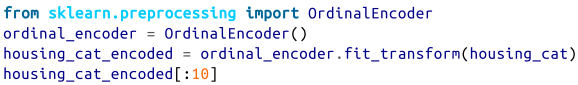 from sklearn.preprocessing import OrdinalEncoder
ordinal_encoder = OrdinalEncoder()
housing_cat_encoded = ordinal_encoder.fit_transform(housing_cat)
housing_cat_encoded[:10]